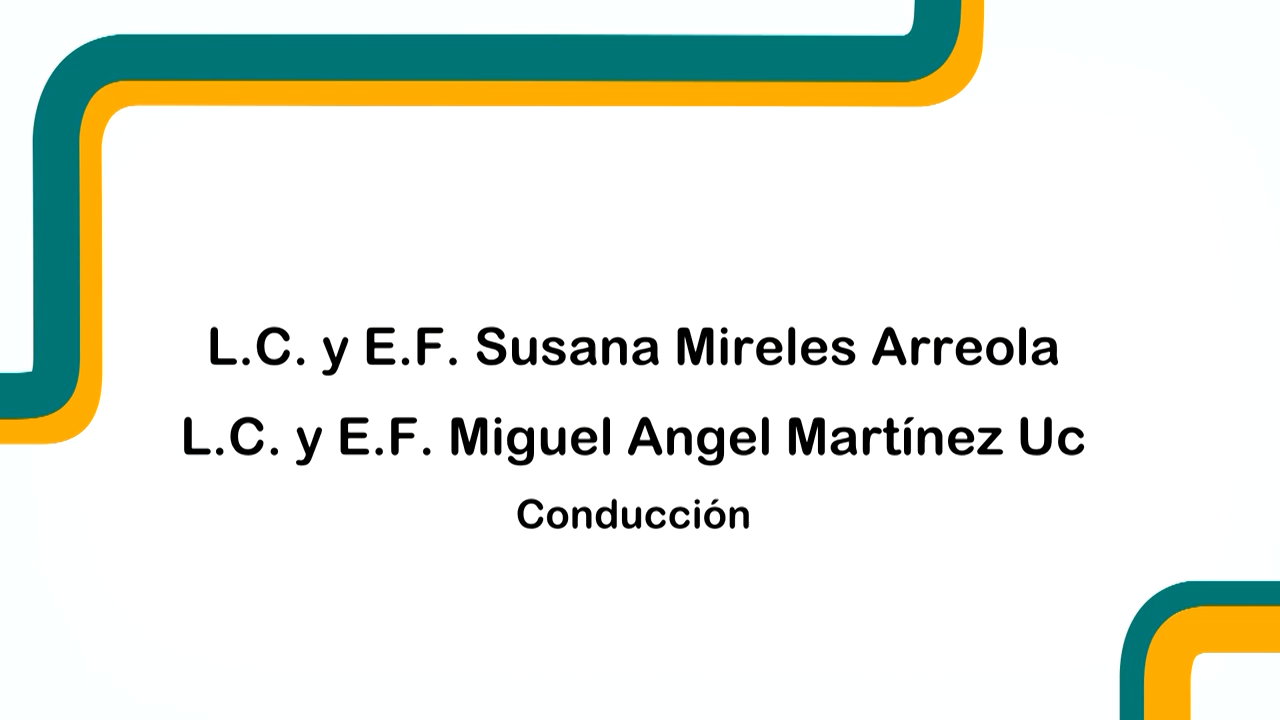 L.C. y E.F. Susana Mireles Arreola
L.C. y E.F. Miguel Angel Martínez Uc
Conducción